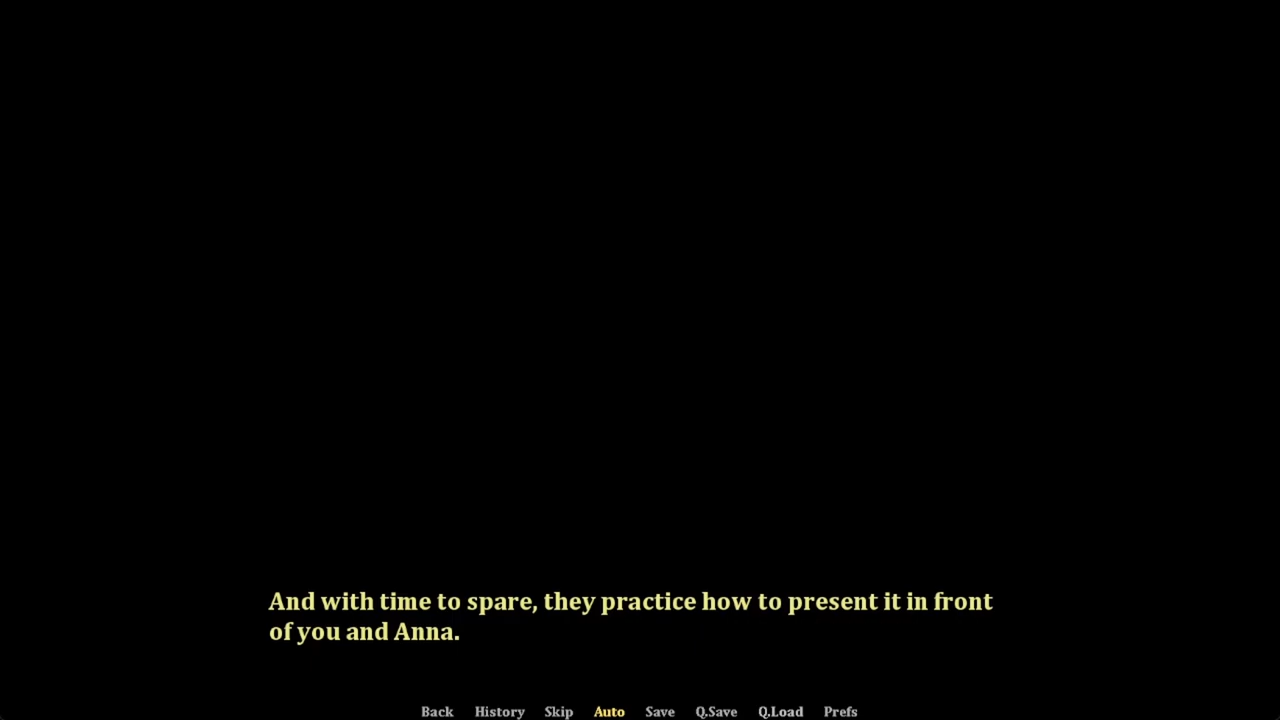 And with time to spare, they practice how to present it in front
of you and Anna.
Back History Skip Auto Save Q.Save Q.Load Prefs